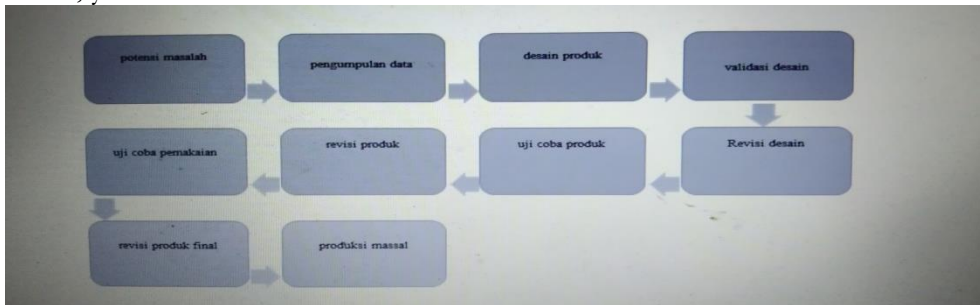 potensi masalah
pengumpulan data
desain produk
validasi desain
Revisi desain
uji coba produk
revisi produk
uji coba pemakaian
revisi produk final
produksi massal